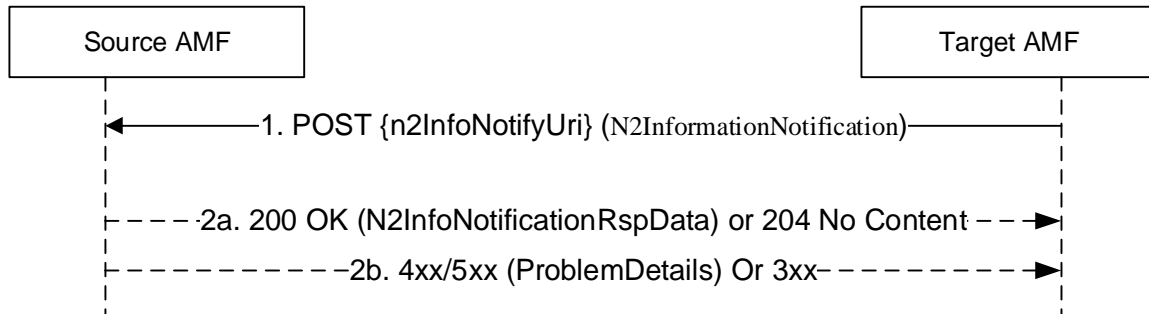 Source AMF
Target AMF
1. POST {n2InfoNotifyUri} (N2InformationNotification)
2a. 200 OK (N2InfoNotificationRspData) or 204 No Content
2b. 4xx/5xx (ProblemDetails) Or 3xx